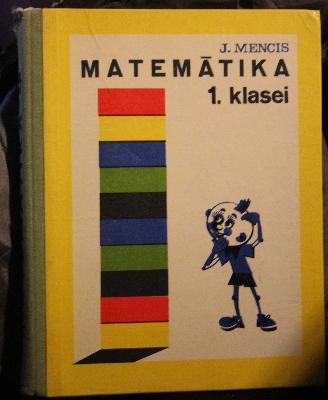 J. MENCIS
MATEMĀTIKA
1. klasei